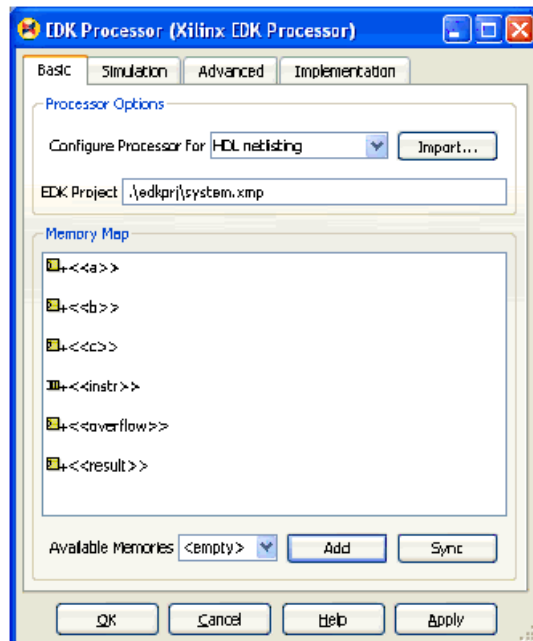 EDK Processor (Xilinx EDK Processor)
Basic Simulation Advanced Implementation
Processor Options
Configure Processor for HDL netlisting Import...
EDK Project .\edkprj\system.xmp
Memory Map
<<a>>
<<b>>
<<c>>
<<instr>>
<<overflow>>
<<result>>
Available Memories <empty> Add Sync
OK Cancel Help Apply